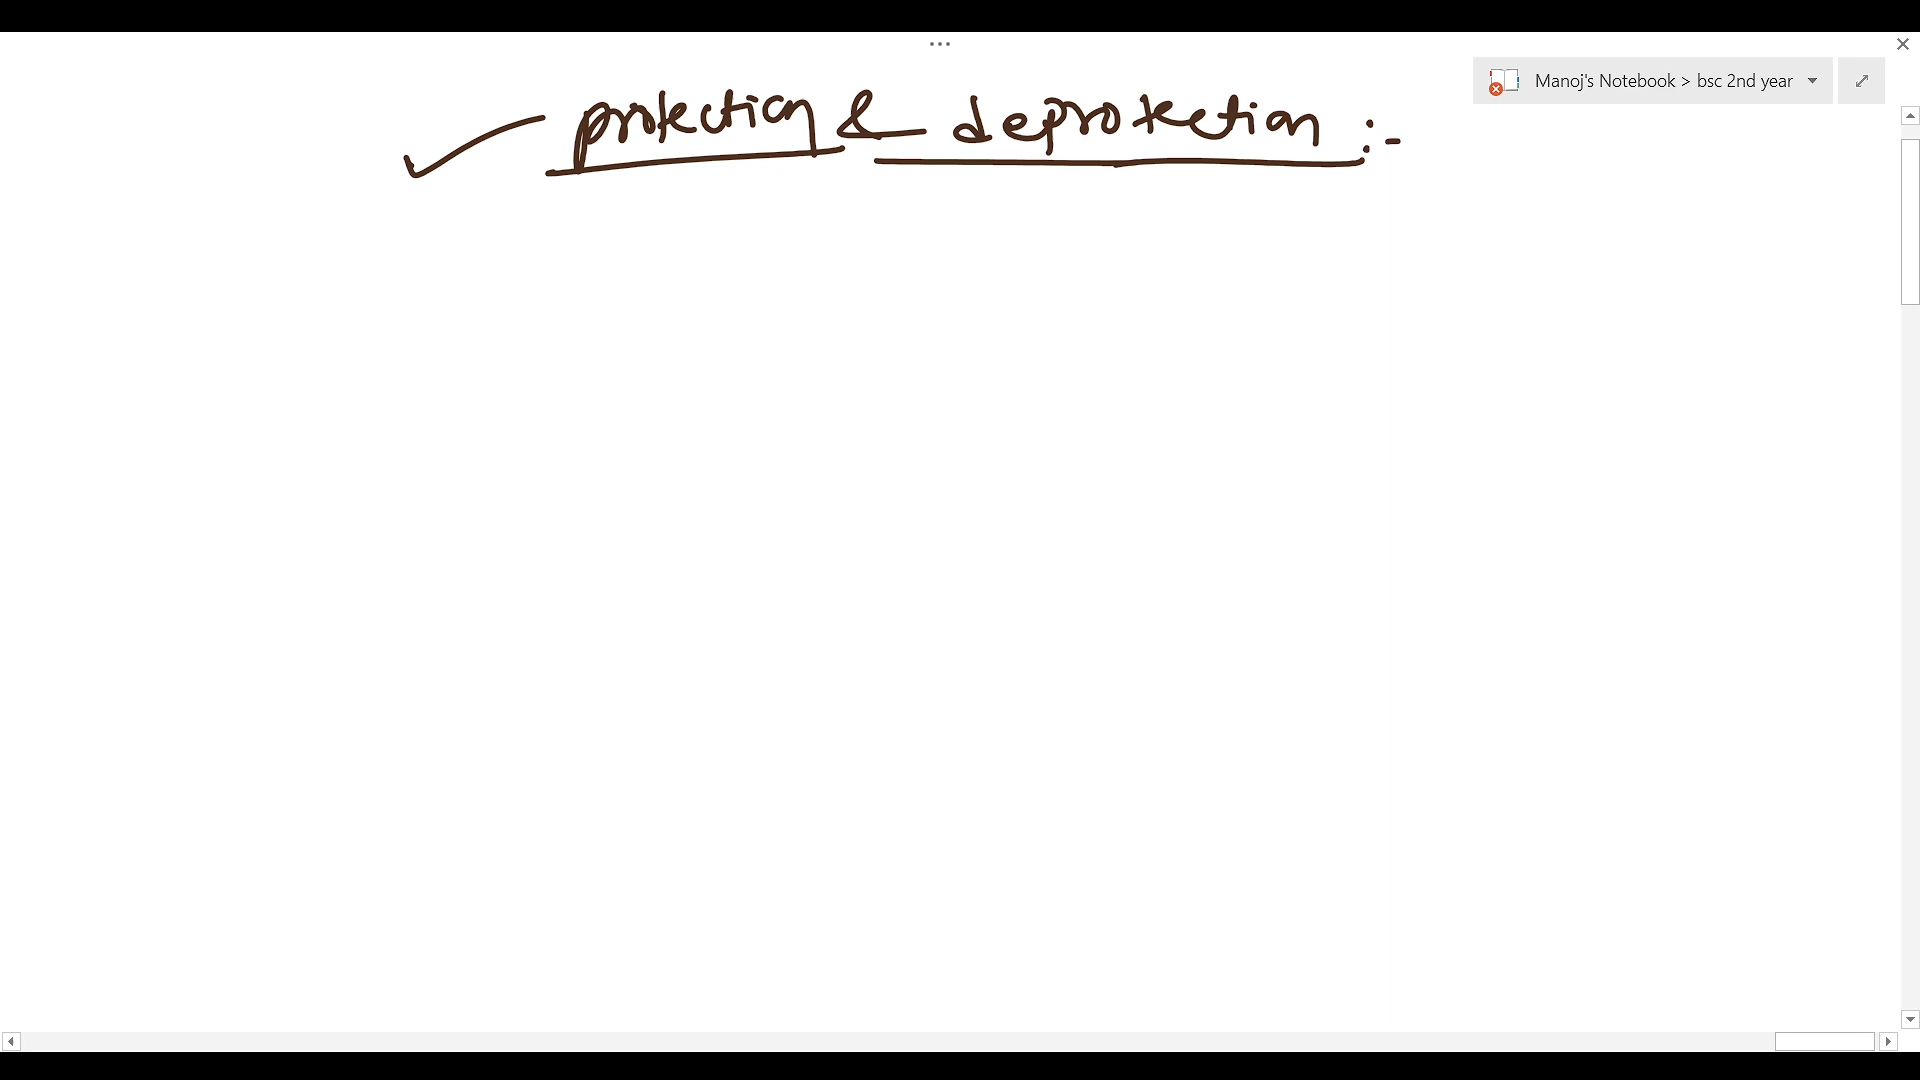 ...
Manoj's Notebook > bsc 2nd year
protection & deprotection :-